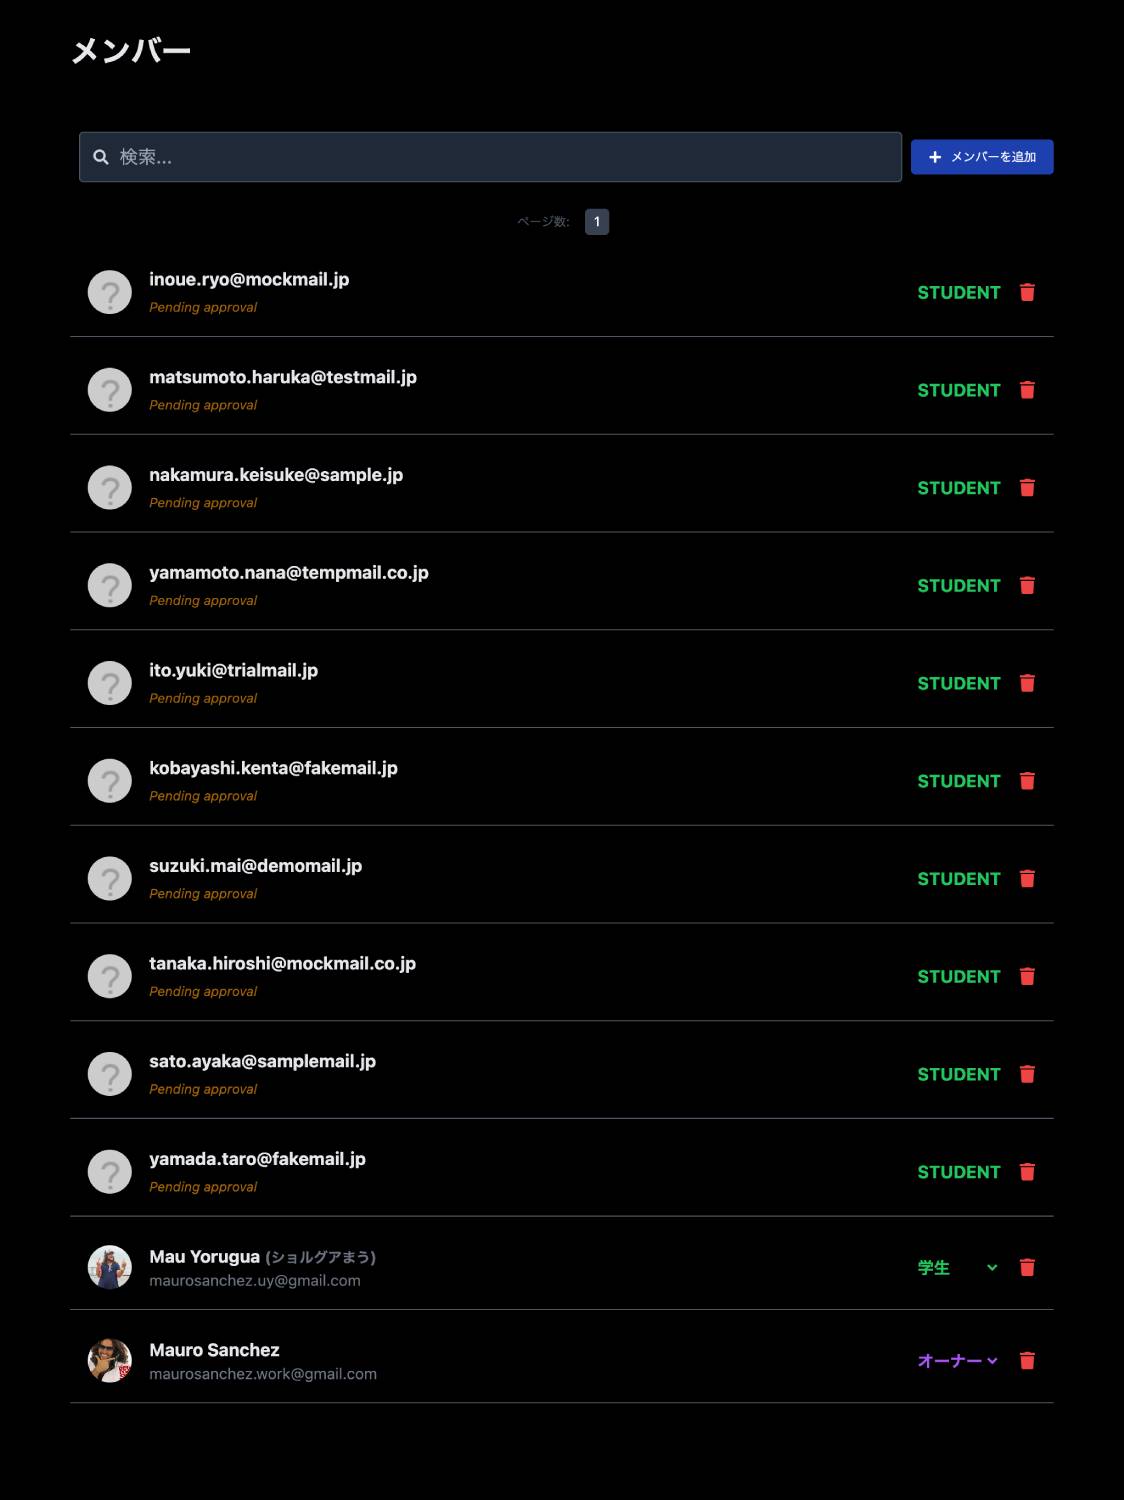 メンバー
検索...
メンバーを追加
ページ数: 1
inoue.ryo@mockmail.jp
Pending approval
STUDENT
matsumoto.haruka@testmail.jp
Pending approval
STUDENT
nakamura.keisuke@sample.jp
Pending approval
STUDENT
yamamoto.nana@tempmail.co.jp
Pending approval
STUDENT
ito.yuki@trialmail.jp
Pending approval
STUDENT
kobayashi.kenta@fakemail.jp
Pending approval
STUDENT
suzuki.mai@demomail.jp
Pending approval
STUDENT
tanaka.hiroshi@mockmail.co.jp
Pending approval
STUDENT
sato.ayaka@samplemail.jp
Pending approval
STUDENT
yamada.taro@fakemail.jp
Pending approval
STUDENT
Mau Yorugua (ショルグアまう)
maurosanchez.uy@gmail.com
学生
Mauro Sanchez
maurosanchez.work@gmail.com
オーナー